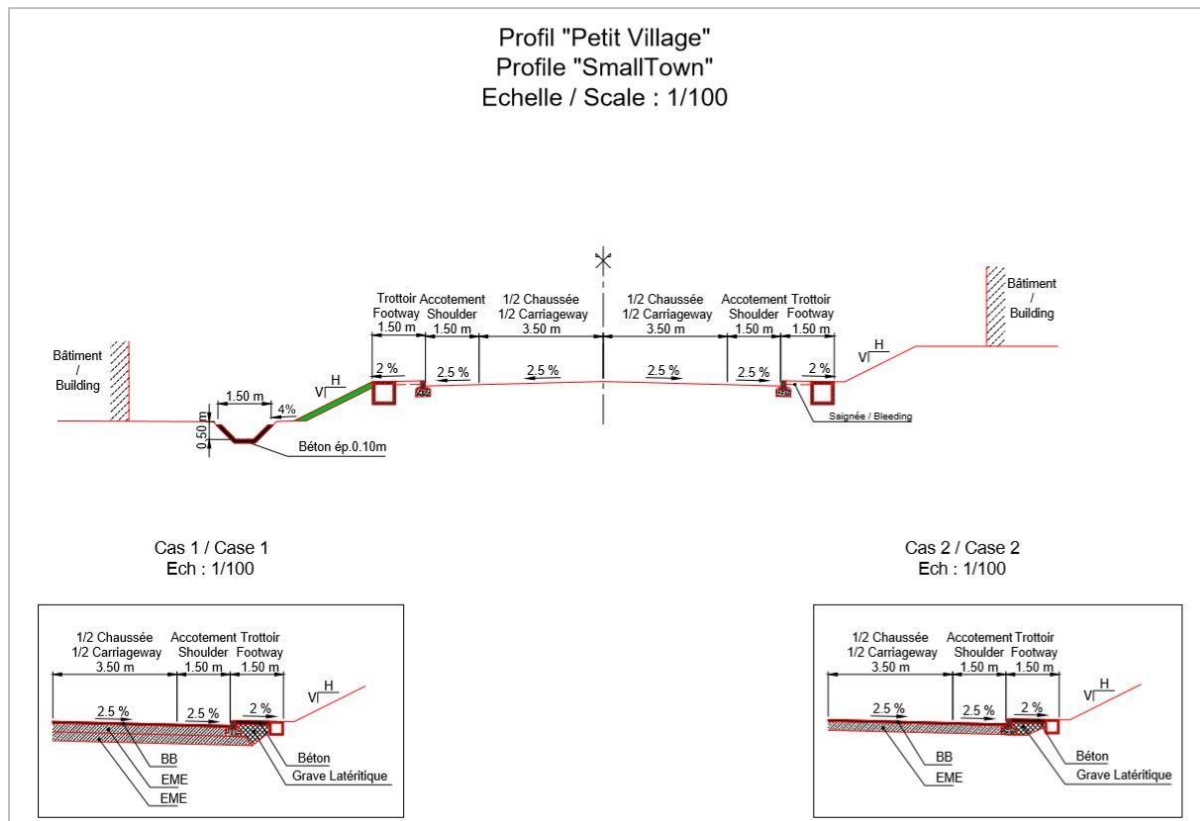 Profil "Petit Village"
Profile "SmallTown"
Echelle / Scale : 1/100
Trottoir Accotement 1/2 Chaussée 1/2 Chaussée Accotement Trottoir
Footway Shoulder 1/2 Carriageway 1/2 Carriageway Shoulder Footway
1.50 m 1.50 m 3.50 m 3.50 m 1.50 m 1.50 m
Bâtiment
/
Building
Bâtiment
/
Building
H
V
H
V
2 % 2.5 % 2.5 % 2.5 % 2.5 % 2 %
1.50 m
4%
0.50 m
Béton ép.0.10m
Saignée / Bleeding
Cas 1 / Case 1
Ech : 1/100
1/2 Chaussée Accotement Trottoir
1/2 Carriageway Shoulder Footway
3.50 m 1.50 m 1.50 m
H
V
2.5 % 2.5 % 2 %
BB
EME
EME
Béton
Grave Latéritique
Cas 2 / Case 2
Ech : 1/100
1/2 Chaussée Accotement Trottoir
1/2 Carriageway Shoulder Footway
3.50 m 1.50 m 1.50 m
H
V
2.5 % 2.5 % 2 %
BB
EME
Béton
Grave Latéritique